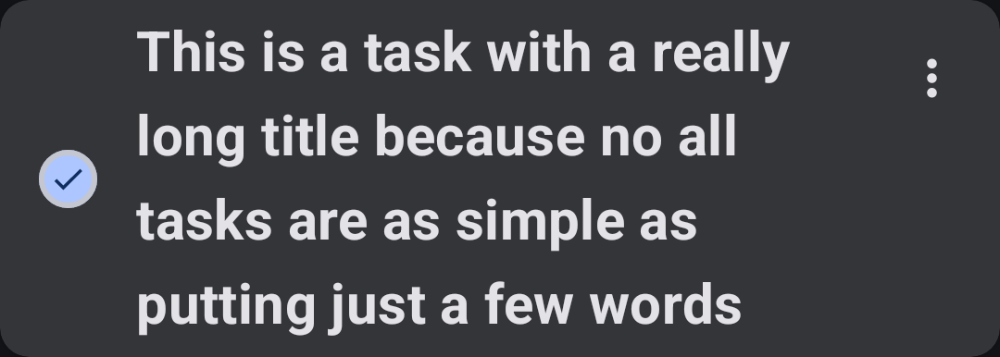 This is a task with a really
long title because no all
tasks are as simple as
putting just a few words